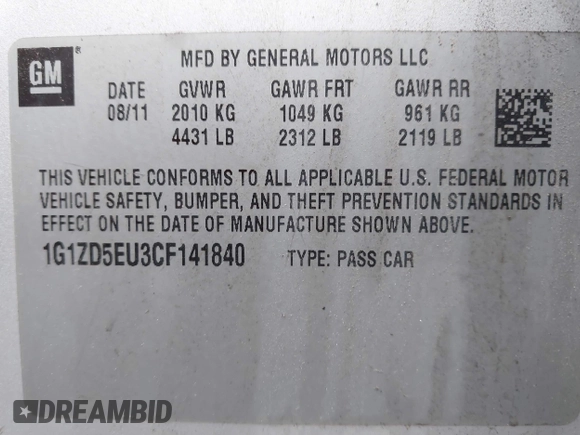 GM
MFD BY GENERAL MOTORS LLC
DATE GVWR GAWR FRT GAWR RR
08/11 2010 KG 1049 KG 961 KG
4431 LB 2312 LB 2119 LB
THIS VEHICLE CONFORMS TO ALL APPLICABLE U.S. FEDERAL MOTOR
VEHICLE SAFETY, BUMPER, AND THEFT PREVENTION STANDARDS IN
EFFECT ON THE DATE OF MANUFACTURE SHOWN ABOVE.
1G1ZD5EU3CF141840 TYPE: PASS CAR
DREAMBID